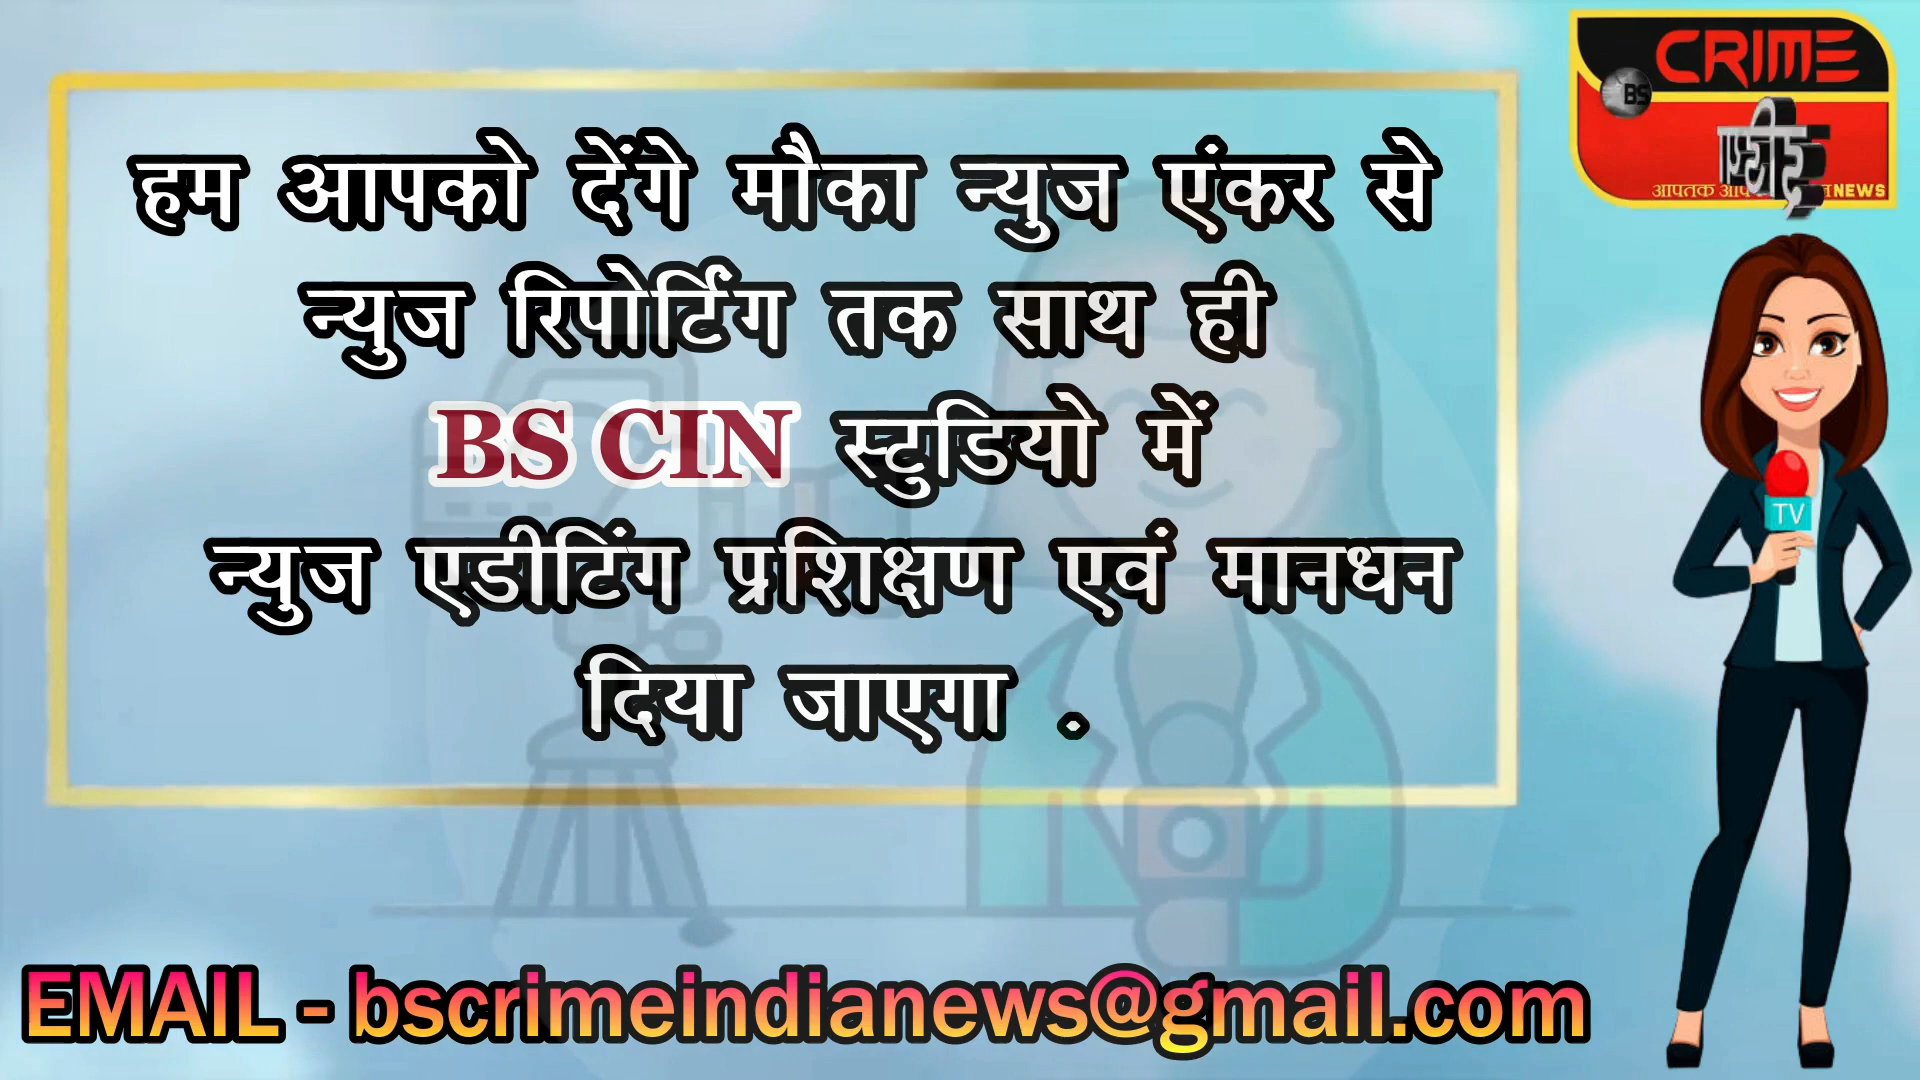 CRIME
BS
NEWS
हम आपको देंगे मौका न्युज एंकर से
न्युज रिपोर्टिंग तक साथ ही
BS CIN स्टुडियो में
न्युज एडीटिंग प्रशिक्षण एवं मानधन
दिया जाएगा .
TV
EMAIL - bscrimeindianews@gmail.com